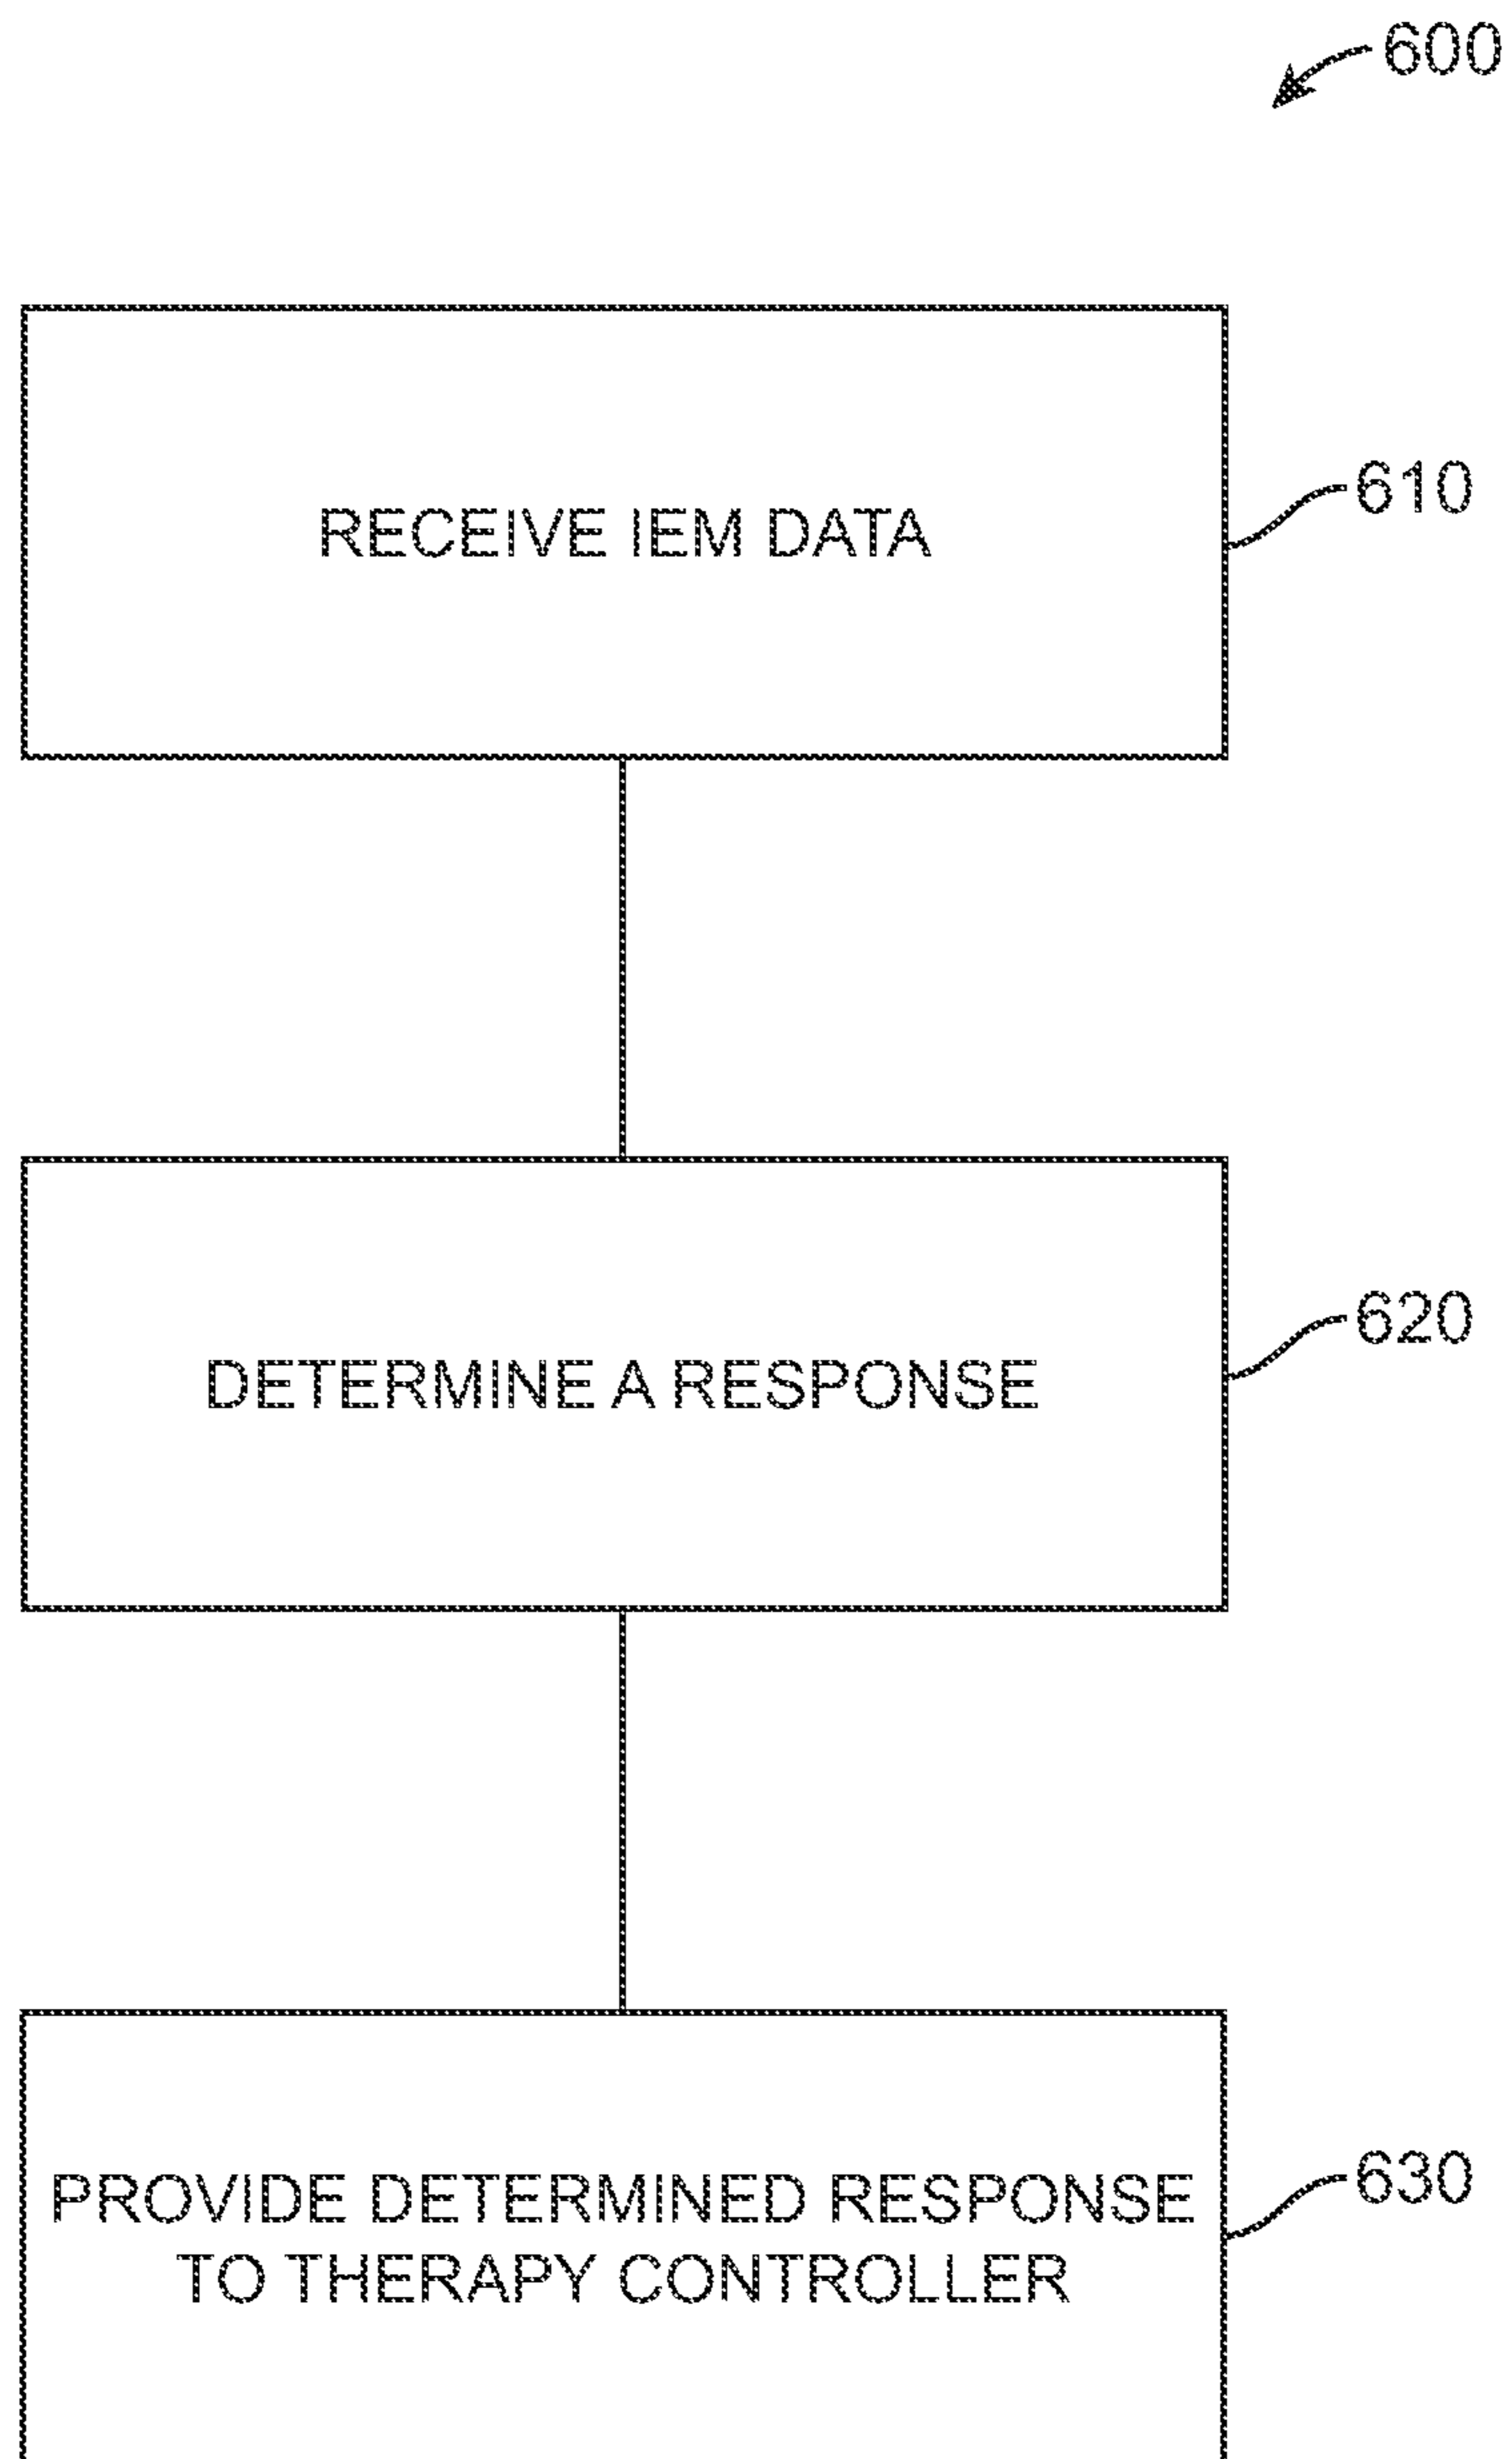 600
RECEIVE IEM DATA
610
DETERMINE A RESPONSE
620
PROVIDE DETERMINED RESPONSE
TO THERAPY CONTROLLER
630